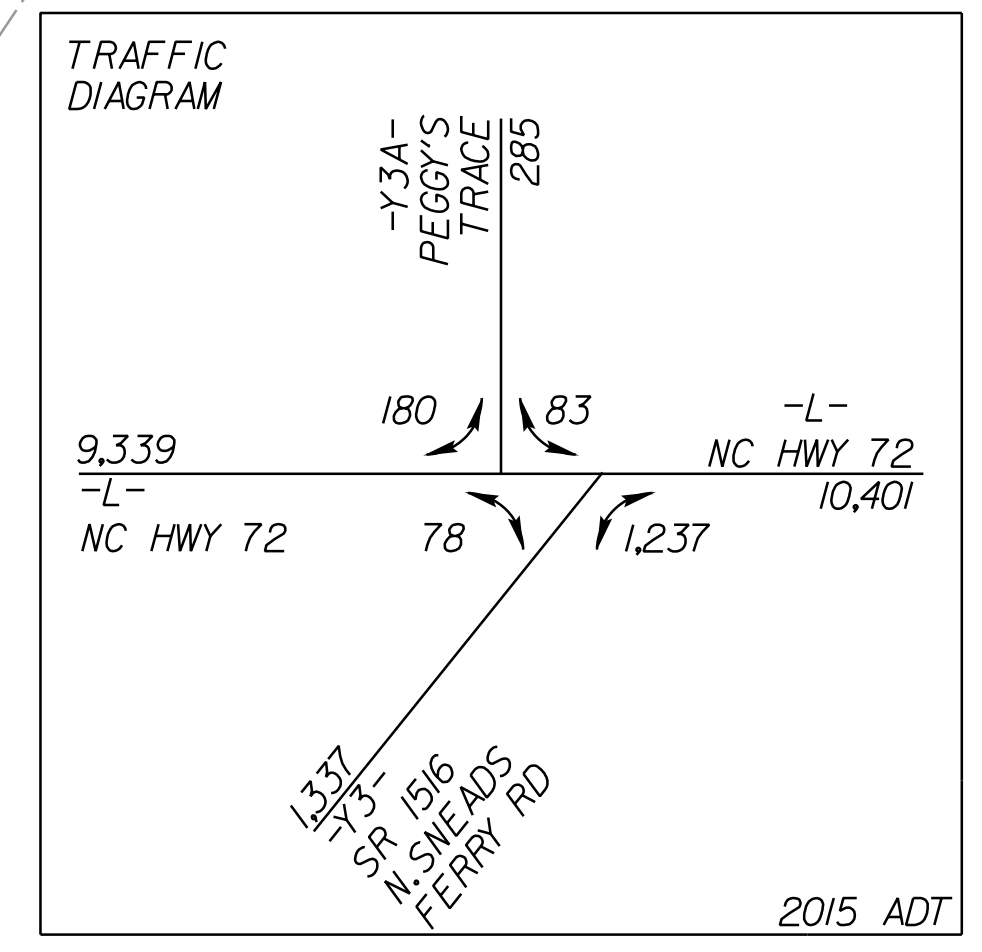 TRAFFIC
DIAGRAM
-Y3A-
PEGGY'S
TRACE
285
180
83
-L-
9,339
NC HWY 72
-L-
10,401
NC HWY 72
78
1,237
1,337
-Y3-
SR 1516
N. SNEADS
FERRY RD
2015 ADT